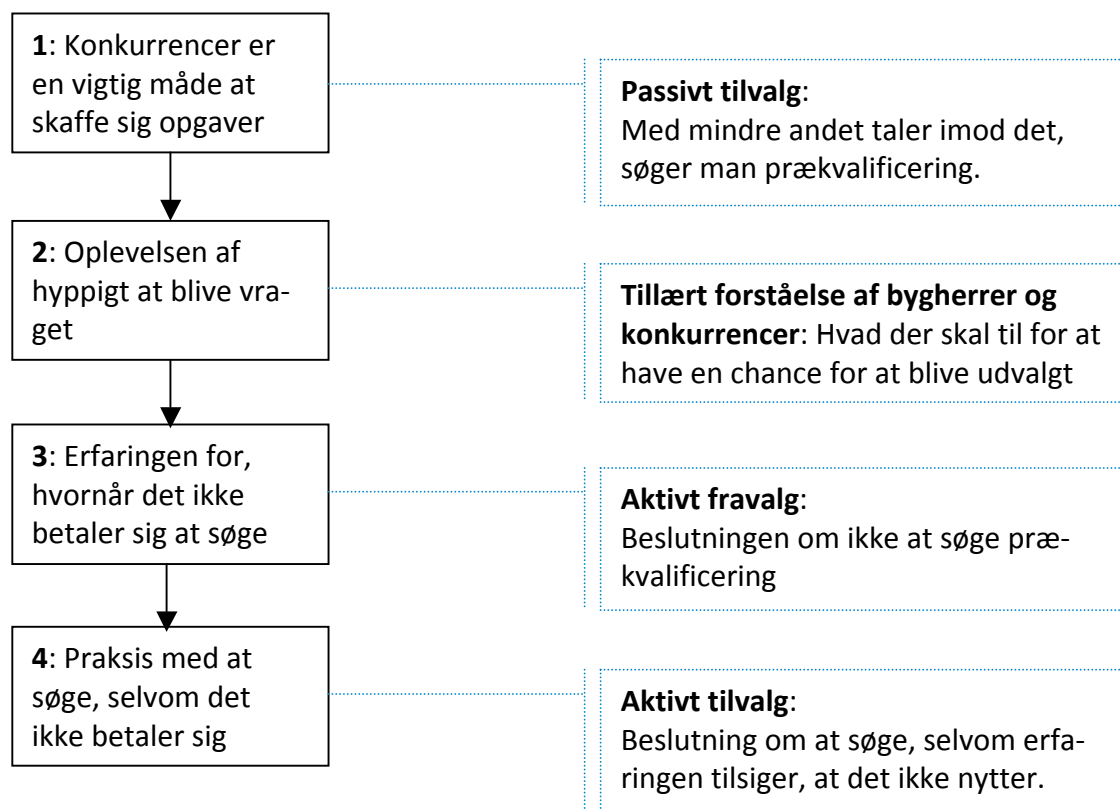 1: Konkurrencer er
en vigtig måde at
skaffe sig opgaver
Passivt tilvalg:
Med mindre andet taler imod det,
søger man prækvalificering.
2: Oplevelsen af
hyppigt at blive vra-
get
Tillært forståelse af bygherrer og
konkurrencer: Hvad der skal til for at
have en chance for at blive udvalgt
3: Erfaringen for,
hvornår det ikke
betaler sig at søge
Aktivt fravalg:
Beslutningen om ikke at søge præ-
kvalificering
4: Praksis med at
søge, selvom det
ikke betaler sig
Aktivt tilvalg:
Beslutning om at søge, selvom erfa-
ringen tilsiger, at det ikke nytter.